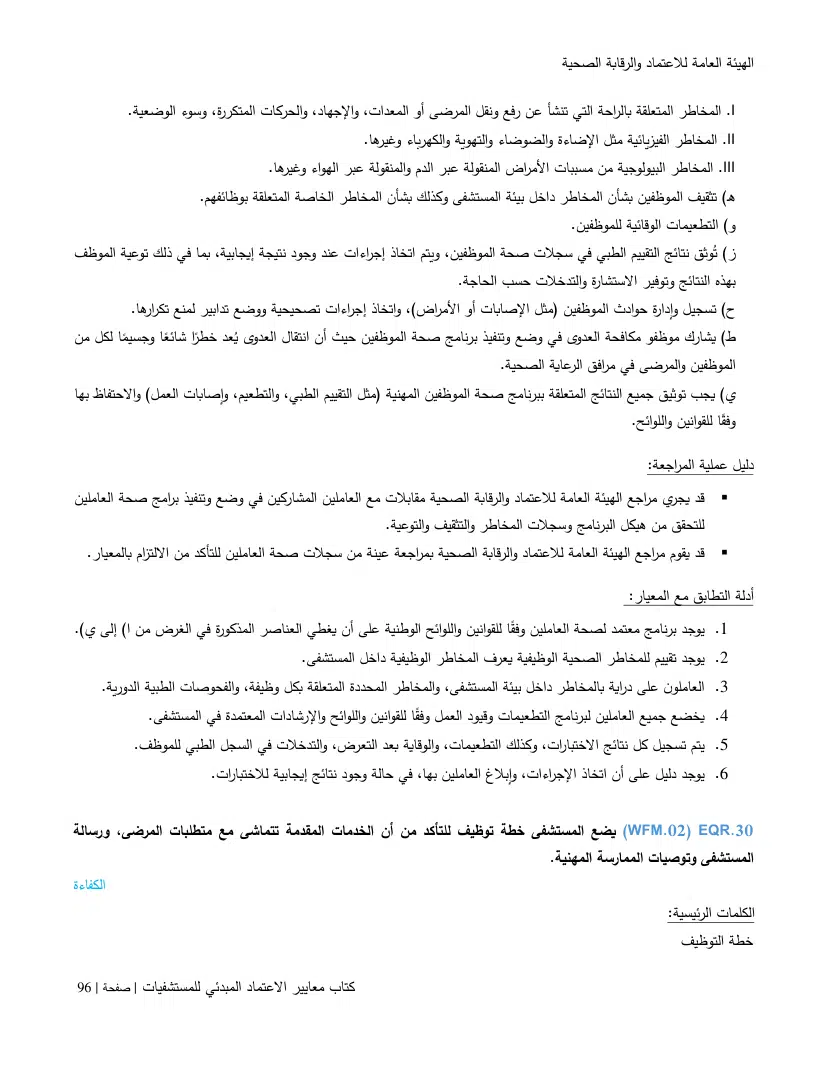 الهيئة العامة للاعتماد والرقابة الصحية
I. المخاطر المتعلقة بالراحة التي تنشأ عن رفع ونقل المرضى أو المعدات، والإجهاد، والحركات المتكررة، وسوء الوضعية.
II. المخاطر الفيزيائية مثل الإضاءة والضوضاء والتهوية والكهرباء وغيرها.
III. المخاطر البيولوجية من مسببات الأمراض المنقولة عبر الدم والمنقولة عبر الهواء وغيرها.
ه) تثقيف الموظفين بشأن المخاطر داخل بيئة المستشفى وكذلك بشأن المخاطر الخاصة المتعلقة بوظائفهم.
و) التطعيمات الوقائية للموظفين.
ز) تُوثق نتائج التقييم الطبي في سجلات صحة الموظفين، ويتم اتخاذ إجراءات عند وجود نتيجة إيجابية، بما في ذلك توعية الموظف
بهذه النتائج وتوفير الاستشارة والتدخلات حسب الحاجة.
ح) تسجيل وإدارة حوادث الموظفين (مثل الإصابات أو الأمراض)، واتخاذ إجراءات تصحيحية ووضع تدابير لمنع تكرارها.
ط) يشارك موظفو مكافحة العدوى في وضع وتنفيذ برنامج صحة الموظفين حيث أن انتقال العدوى يُعد خطرًا شائعًا وجسيمًا لكل من
الموظفين والمرضى في مرافق الرعاية الصحية.
ي) يجب توثيق جميع النتائج المتعلقة ببرنامج صحة الموظفين المهنية (مثل التقييم الطبي، والتطعيم، وإصابات العمل) والاحتفاظ بها
وفقًا للقوانين واللوائح.
دليل عملية المراجعة:
▪ قد يجري مراجع الهيئة العامة للاعتماد والرقابة الصحية مقابلات مع العاملين المشاركين في وضع وتنفيذ برامج صحة العاملين
للتحقق من هيكل البرنامج وسجلات المخاطر والتثقيف والتوعية.
▪ قد يقوم مراجع الهيئة العامة للاعتماد والرقابة الصحية بمراجعة عينة من سجلات صحة العاملين للتأكد من الالتزام بالمعيار.
أدلة التطابق مع المعيار:
1. يوجد برنامج معتمد لصحة العاملين وفقًا للقوانين واللوائح الوطنية على أن يغطي العناصر المذكورة في الغرض من ا) إلى ي).
2. يوجد تقييم للمخاطر الصحية الوظيفية يعرف المخاطر الوظيفية داخل المستشفى.
3. العاملون على دراية بالمخاطر داخل بيئة المستشفى، والمخاطر المحددة المتعلقة بكل وظيفة، والفحوصات الطبية الدورية.
4. يخضع جميع العاملين لبرنامج التطعيمات وقيود العمل وفقًا للقوانين واللوائح والإرشادات المعتمدة في المستشفى.
5. يتم تسجيل كل نتائج الاختبارات، وكذلك التطعيمات، والوقاية بعد التعرض، والتدخلات في السجل الطبي للموظف.
6. يوجد دليل على أن اتخاذ الإجراءات، وإبلاغ العاملين بها، في حالة وجود نتائج إيجابية للاختبارات.
EQR.30 (WFM.02) يضع المستشفى خطة توظيف للتأكد من أن الخدمات المقدمة تتماشى مع متطلبات المرضى، ورسالة
المستشفى وتوصيات الممارسة المهنية.
الكفاءة
الكلمات الرئيسية:
خطة التوظيف
كتاب معايير الاعتماد المبدئي للمستشفيات | صفحة | 96